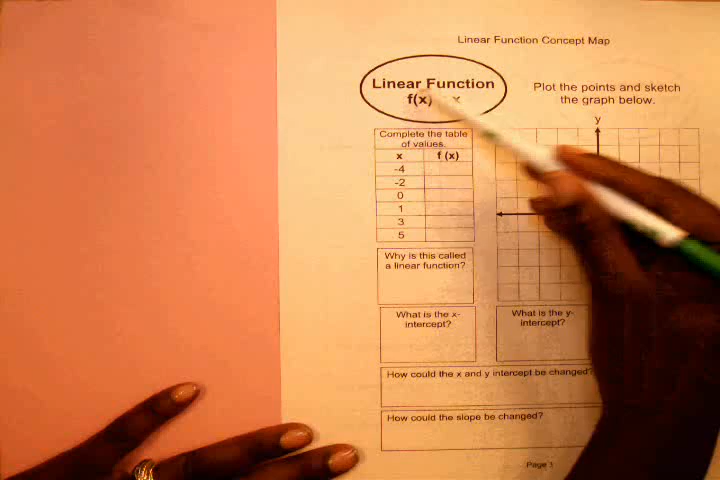 Linear Function Concept Map
Linear Function
f(x) x
Plot the points and sketch
the graph below.
y
Complete the table
of values.
x f (x)
-4
-2
0
1
3
5
Why is this called
a linear function?
What is the x-
intercept?
What is the y-
intercept?
How could the x and y intercept be changed?
How could the slope be changed?
Page 1